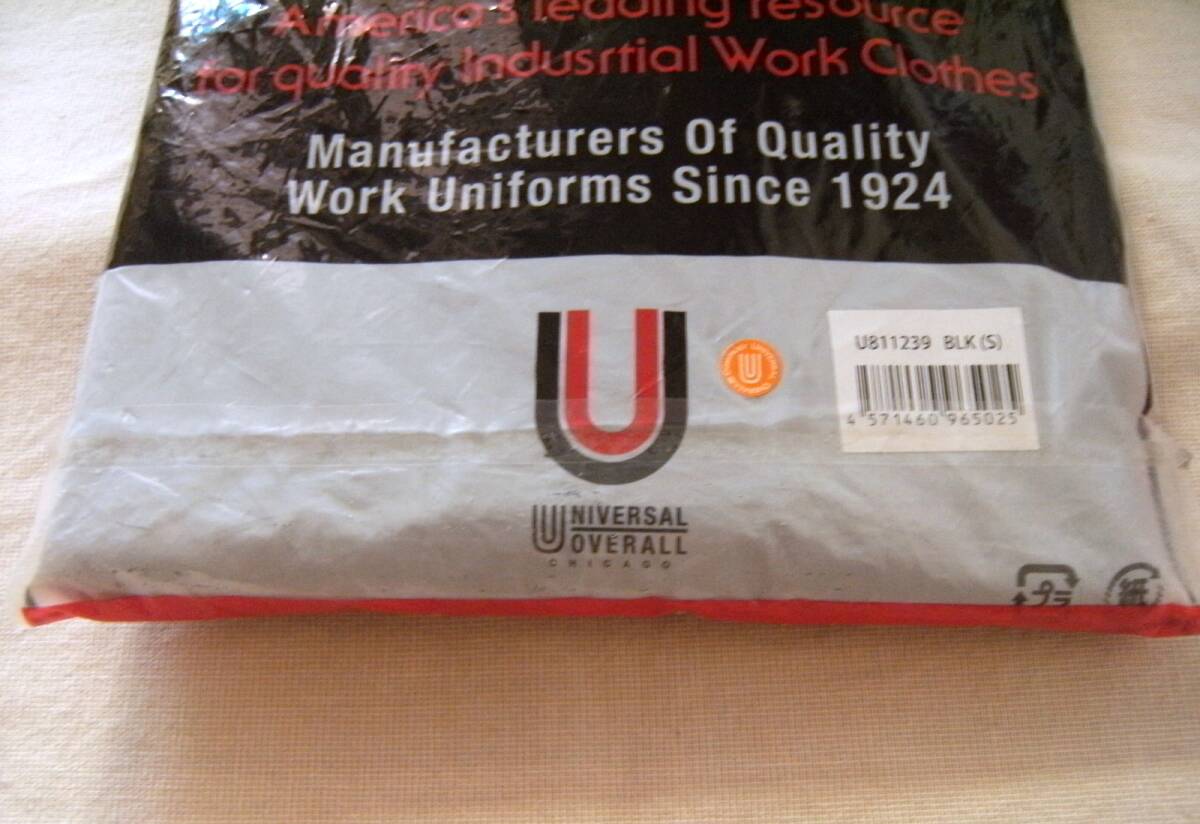 America's leading resource
for quality Indusrtial Work Clothes
Manufacturers Of Quality
Work Uniforms Since 1924
U811239 BLK (S)
4 571460 965025
UNIVERSAL
OVERALL
CHICAGO
プラ
紙